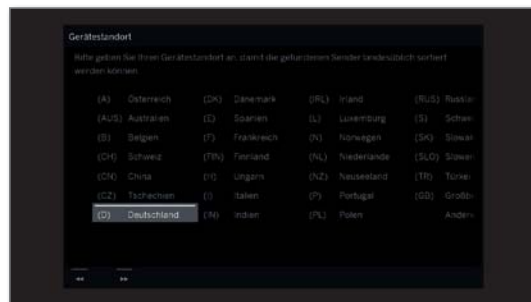 Gerätestandort
Bitte geben Sie Ihren Gerätestandort an, damit die gefundenen Sender landesüblich sortiert
werden können.
(A) Österreich (DK) Dänemark (IRL) Irland (RUS) Russla
(AUS) Australien (E) Spanien (L) Luxemburg (S) Schwe
(B) Belgien (F) Frankreich (N) Norwegen (SK) Slowak
(CH) Schweiz (FIN) Finnland (NL) Niederlande (SLO) Slowen
(CN) China (H) Ungarn (NZ) Neuseeland (TR) Türkei
(CZ) Tschechien (I) Italien (P) Portugal (GB) Großb
(D) Deutschland (IN) Indien (PL) Polen Ander